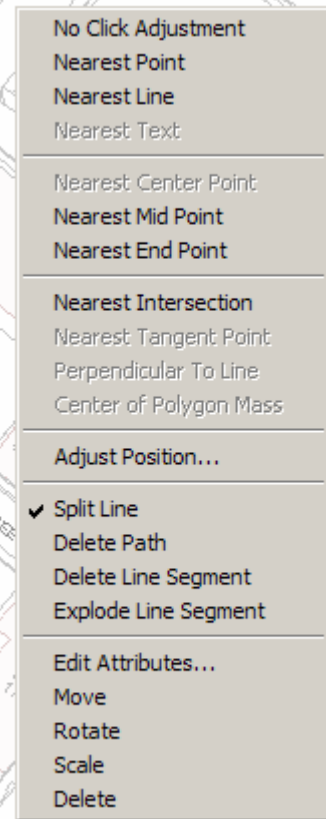 No Click Adjustment
Nearest Point
Nearest Line
Nearest Text
Nearest Center Point
Nearest Mid Point
Nearest End Point
Nearest Intersection
Nearest Tangent Point
Perpendicular To Line
Center of Polygon Mass
Adjust Position...
Split Line
Delete Path
Delete Line Segment
Explode Line Segment
Edit Attributes...
Move
Rotate
Scale
Delete